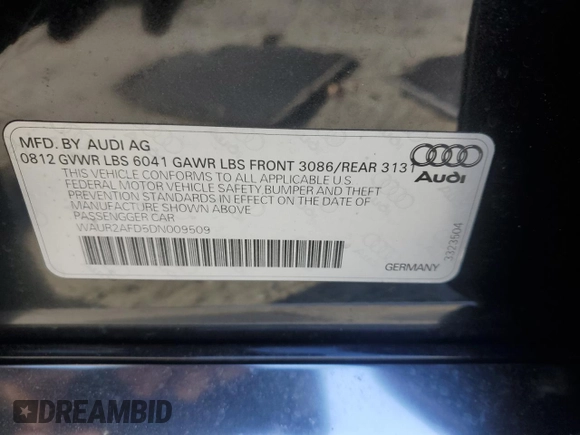 MFD. BY AUDI AG
0812 GVWR LBS 6041 GAWR LBS FRONT 3086/REAR 3131
THIS VEHICLE CONFORMS TO ALL APPLICABLE U.S
FEDERAL MOTOR VEHICLE SAFETY BUMPER AND THEFT
PREVENTION STANDARDS IN EFFECT ON THE DATE OF
MANUFACTURE SHOWN ABOVE
PASSENGGER CAR
WAUR2AFD5DN009509
Audi
GERMANY
3323504
DREAMBID